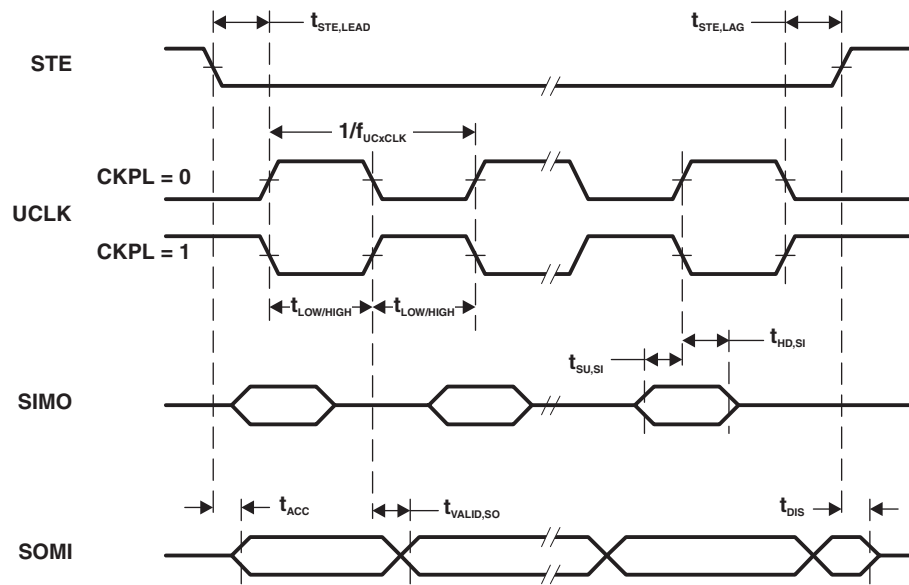 tSTE,LEAD
tSTE,LAG
STE
1/fUCxCLK
CKPL = 0
UCLK
CKPL = 1
tLOW/HIGH
tLOW/HIGH
tHD,SI
tSU,SI
SIMO
tACC
tVALID,SO
tDIS
SOMI